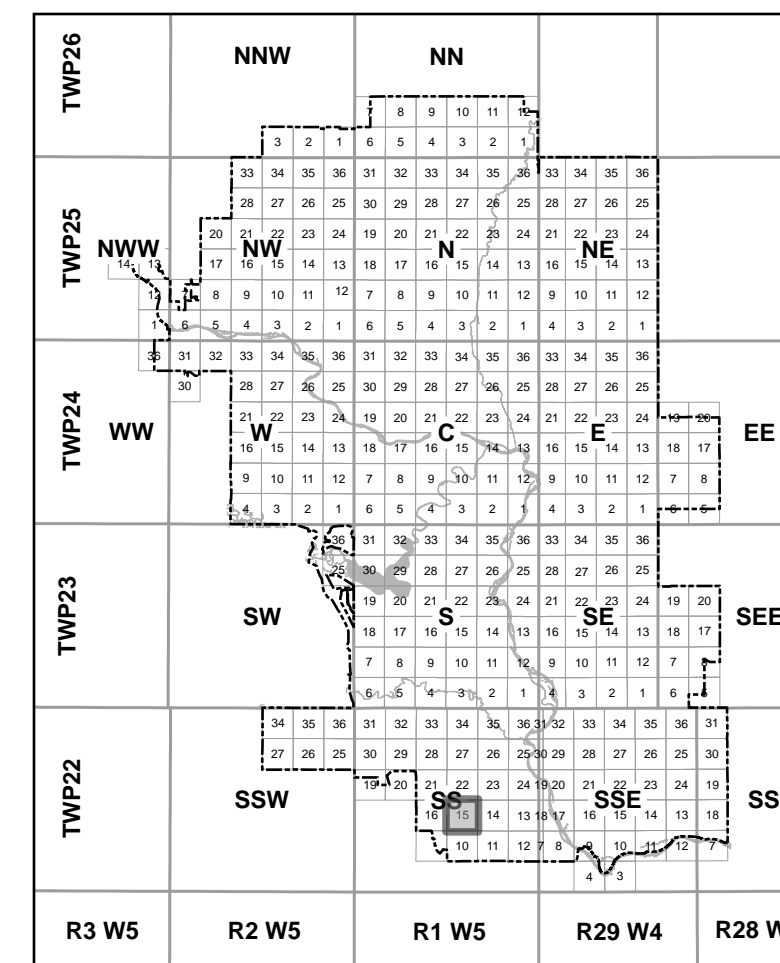 NNW NN
TWP26
7 8 9 10 11 12
3 2 1 6 5 4 3 2 1
33 34 35 36 31 32 33 34 35 36 33 34 35 36
28 27 26 25 30 29 28 27 26 25 28 27 26 25
TWP25
20 21 22 23 24 19 20 21 22 23 24 21 22 23 24
NWW NW N NE
14 13 17 16 15 14 13 18 17 16 15 14 13 16 15 14 13
12 7 8 9 10 11 12 7 8 9 10 11 12 9 10 11 12
1 6 5 4 3 2 1 6 5 4 3 2 1 4 3 2 1
36 31 32 33 34 35 36 31 32 33 34 35 36 33 34 35 36
30 28 27 26 25 30 29 28 27 26 25 28 27 26 25
TWP24
21 22 23 24 19 20 21 22 23 24 21 22 23 24 19 20
WW W C E EE
16 15 14 13 18 17 16 15 14 13 16 15 14 13 18 17
9 10 11 12 7 8 9 10 11 12 9 10 11 12 7 8
4 3 2 1 6 5 4 3 2 1 4 3 2 1 6 5
36 31 32 33 34 35 36 33 34 35 36
25 30 29 28 27 26 25 28 27 26 25
TWP23
19 20 21 22 23 24 21 22 23 24 19 20
SW S SE SEE
18 17 16 15 14 13 16 15 14 13 18 17
7 8 9 10 11 12 9 10 11 12 7 8
6 5 4 3 2 1 4 3 2 1 6 5
34 35 36 31 32 33 34 35 36 31 32 33 34 35 36 31
27 26 25 30 29 28 27 26 25 30 29 28 27 26 25 30
TWP22
19 20 21 22 23 24 19 20 21 22 23 24 19
SSW SS SSE SS
16 15 14 13 18 17 16 15 14 13 18
10 11 12 7 8 9 10 11 12 7
4 3
R3 W5 R2 W5 R1 W5 R29 W4 R28 W